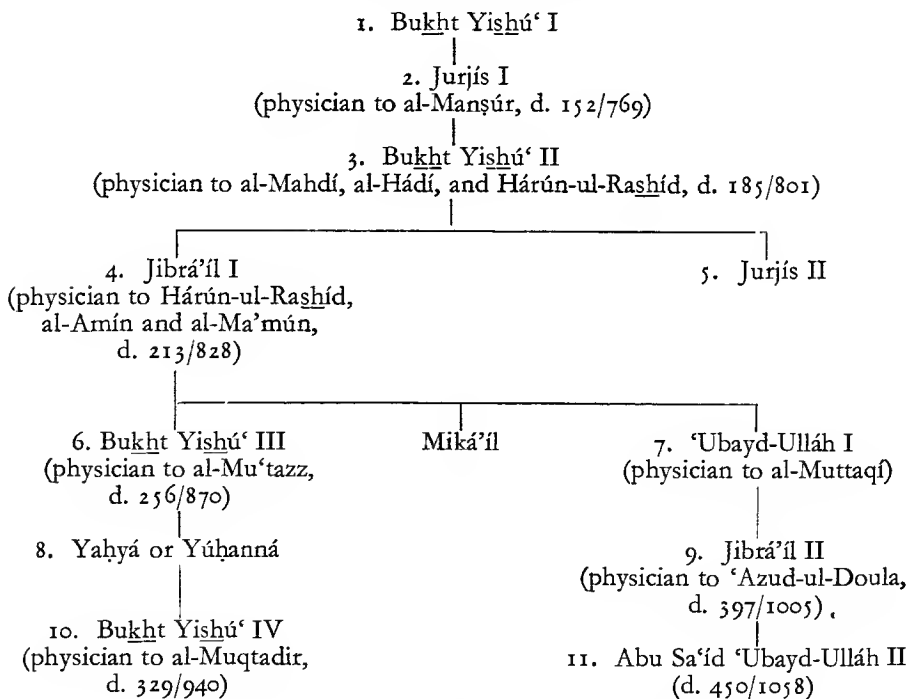 1. Bukht Yishú‘ I
2. Jurjís I
(physician to al-Manṣúr, d. 152/769)
3. Bukht Yishú‘ II
(physician to al-Mahdí, al-Hádí, and Hárún-ul-Rashíd, d. 185/801)
4. Jibrá’íl I
(physician to Hárún-ul-Rashíd,
al-Amín and al-Ma’mún,
d. 213/828)
5. Jurjís II
6. Bukht Yishú‘ III
(physician to al-Mu‘tazz,
d. 256/870)
Miká’íl
7. ‘Ubayd-Ulláh I
(physician to al-Muttaqí)
8. Yaḥyá or Yúḥanná
9. Jibrá’íl II
(physician to ‘Azud-ul-Doula,
d. 397/1005).
10. Bukht Yishú‘ IV
(physician to al-Muqtadir,
d. 329/940)
11. Abu Sa‘íd ‘Ubayd-Ulláh II
(d. 450/1058)